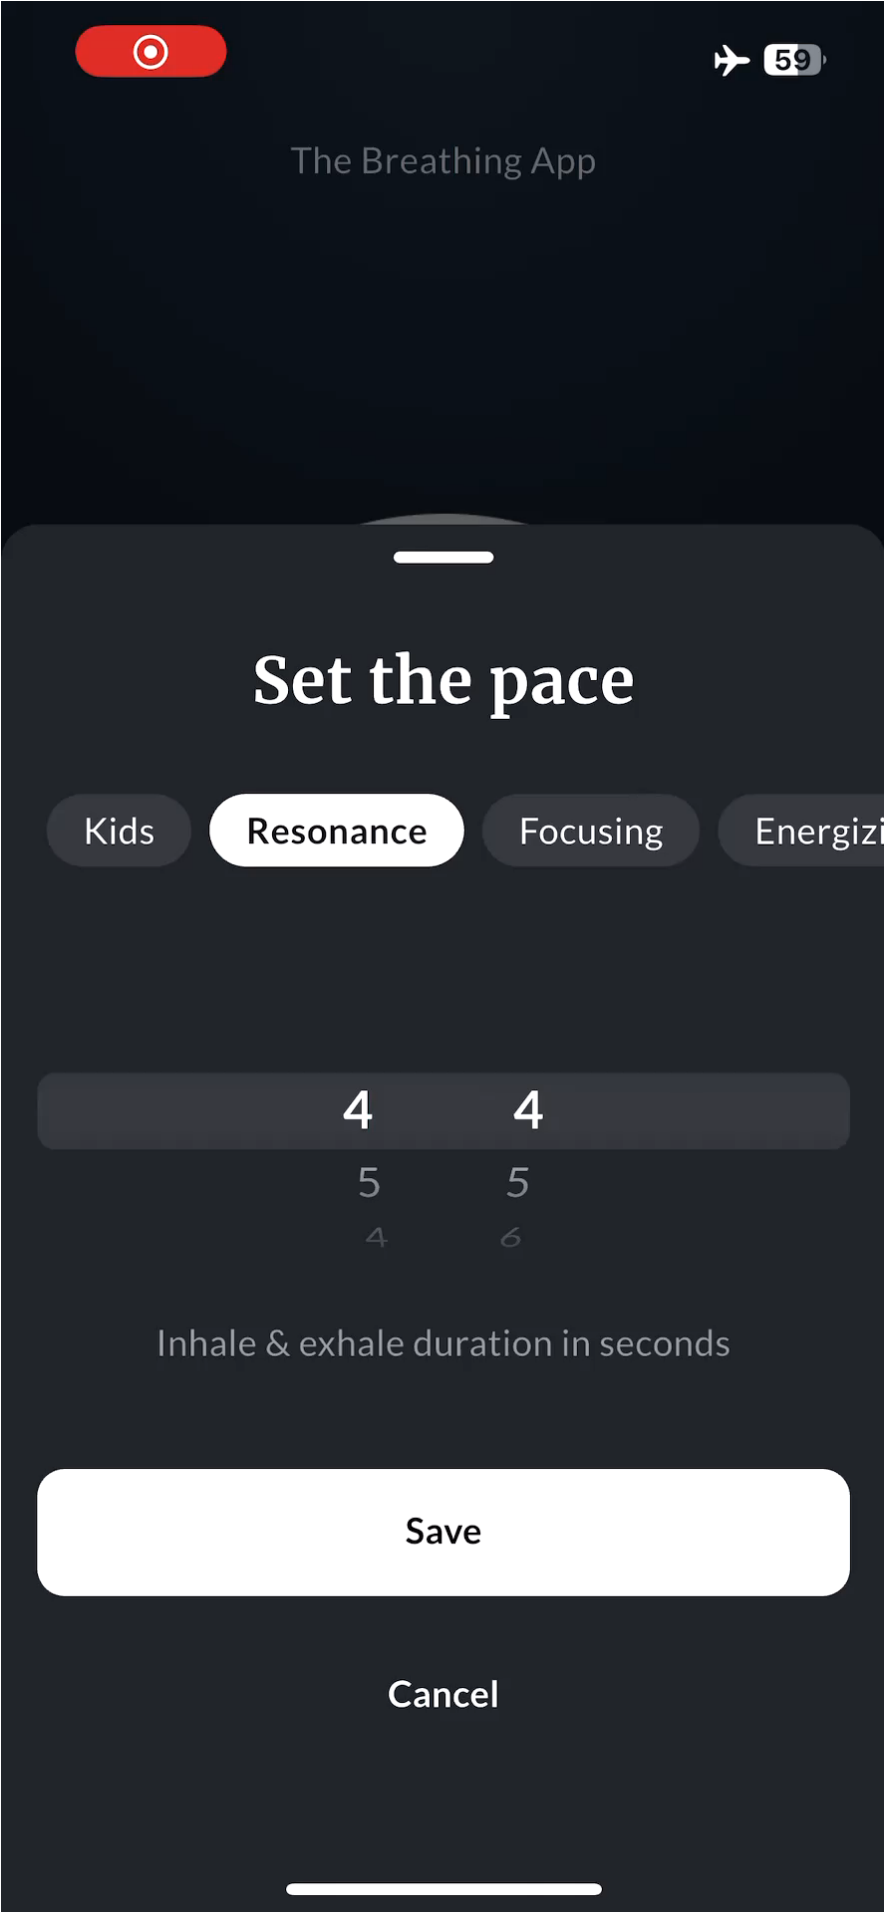 59
The Breathing App
Set the pace
Kids Resonance Focusing Energizi
4 4
5 5
4 6
Inhale & exhale duration in seconds
Save
Cancel